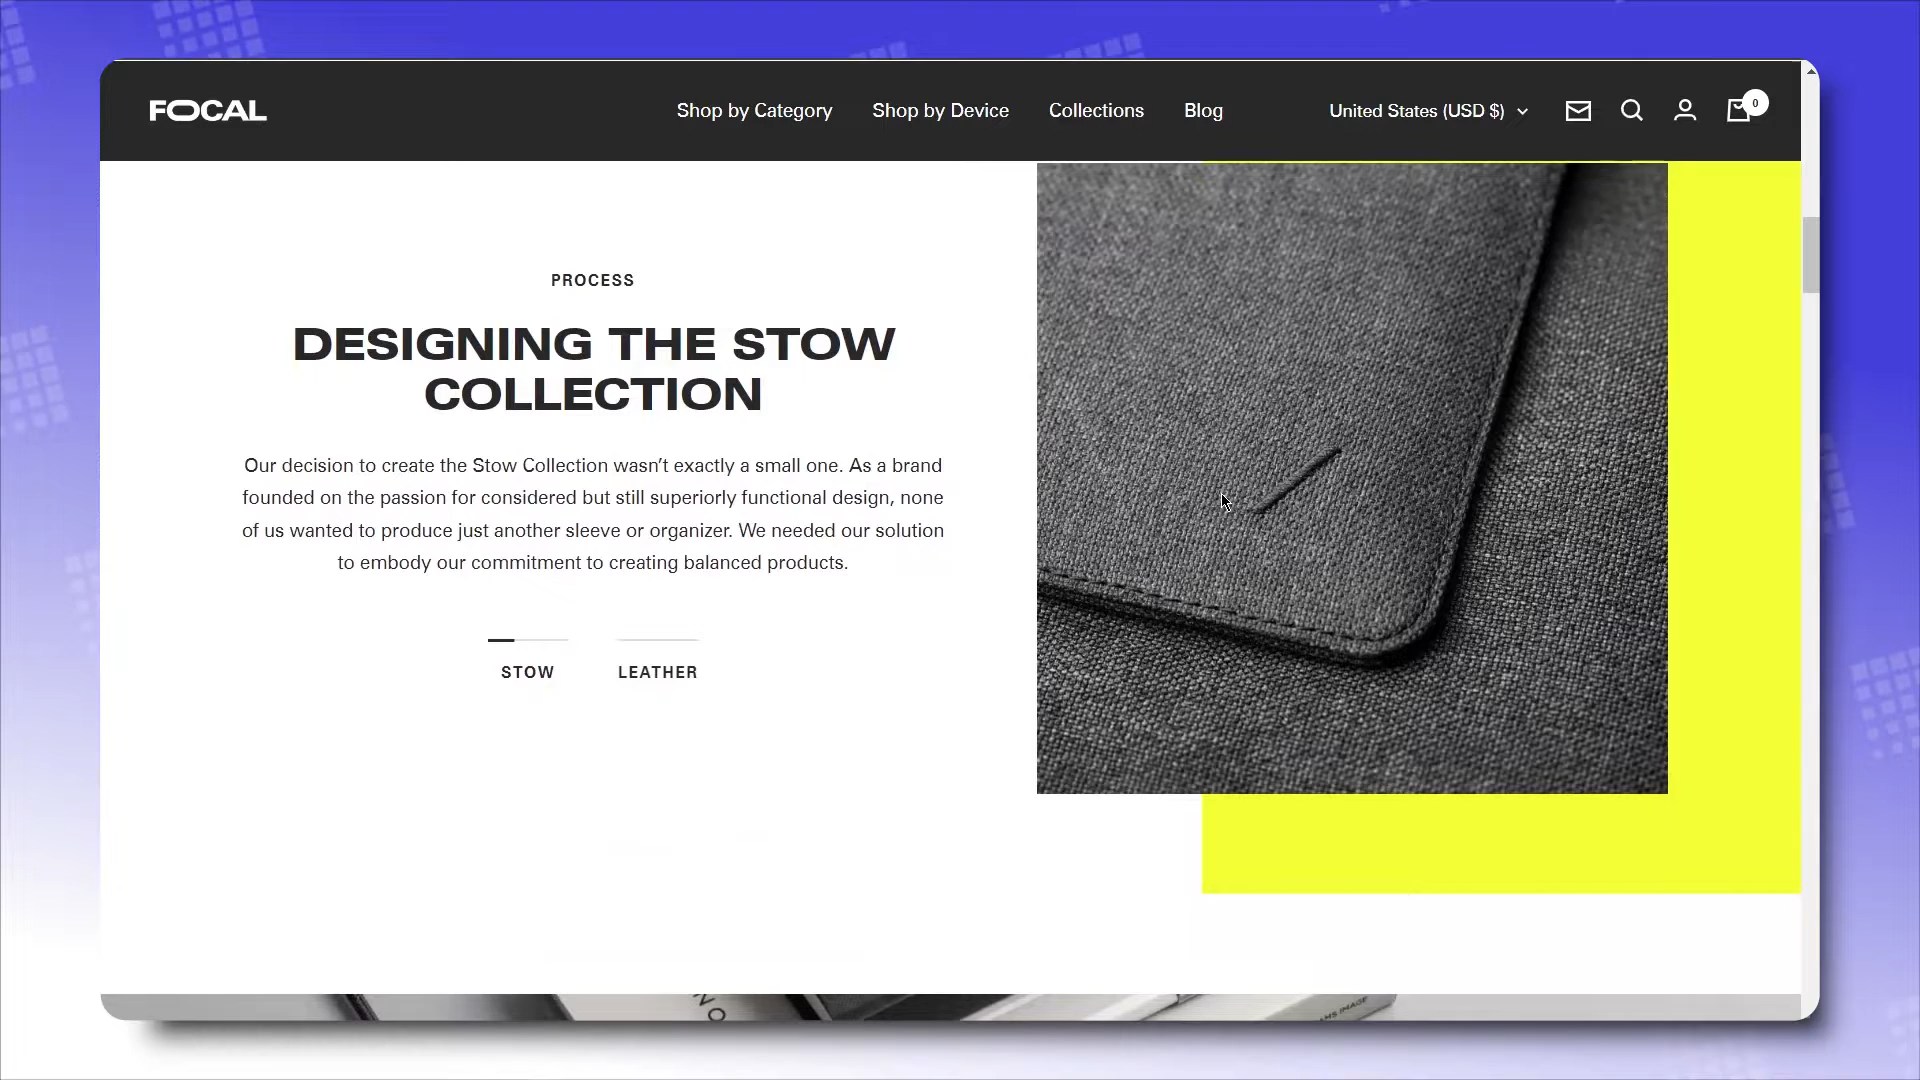 FOCAL
Shop by Category
Shop by Device
Collections
Blog
United States (USD $)
0
PROCESS
DESIGNING THE STOW
COLLECTION
Our decision to create the Stow Collection wasn’t exactly a small one. As a brand
founded on the passion for considered but still superiorly functional design, none
of us wanted to produce just another sleeve or organizer. We needed our solution
to embody our commitment to creating balanced products.
STOW
LEATHER